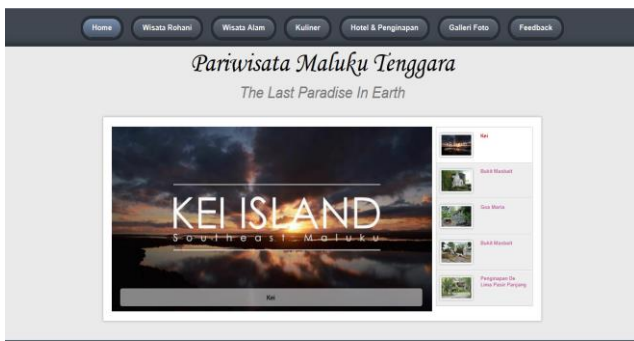 Home
Wisata Rohani
Wisata Alam
Kuliner
Hotel & Penginapan
Galleri Foto
Feedback
Pariwisata Maluku Tenggara
The Last Paradise In Earth
KEI ISLAND
Southeast Maluku
Kei
Kei
Bukit Masbait
Goa Maria
Bukit Masbait
Penginapan De
Lima Pasir Panjang